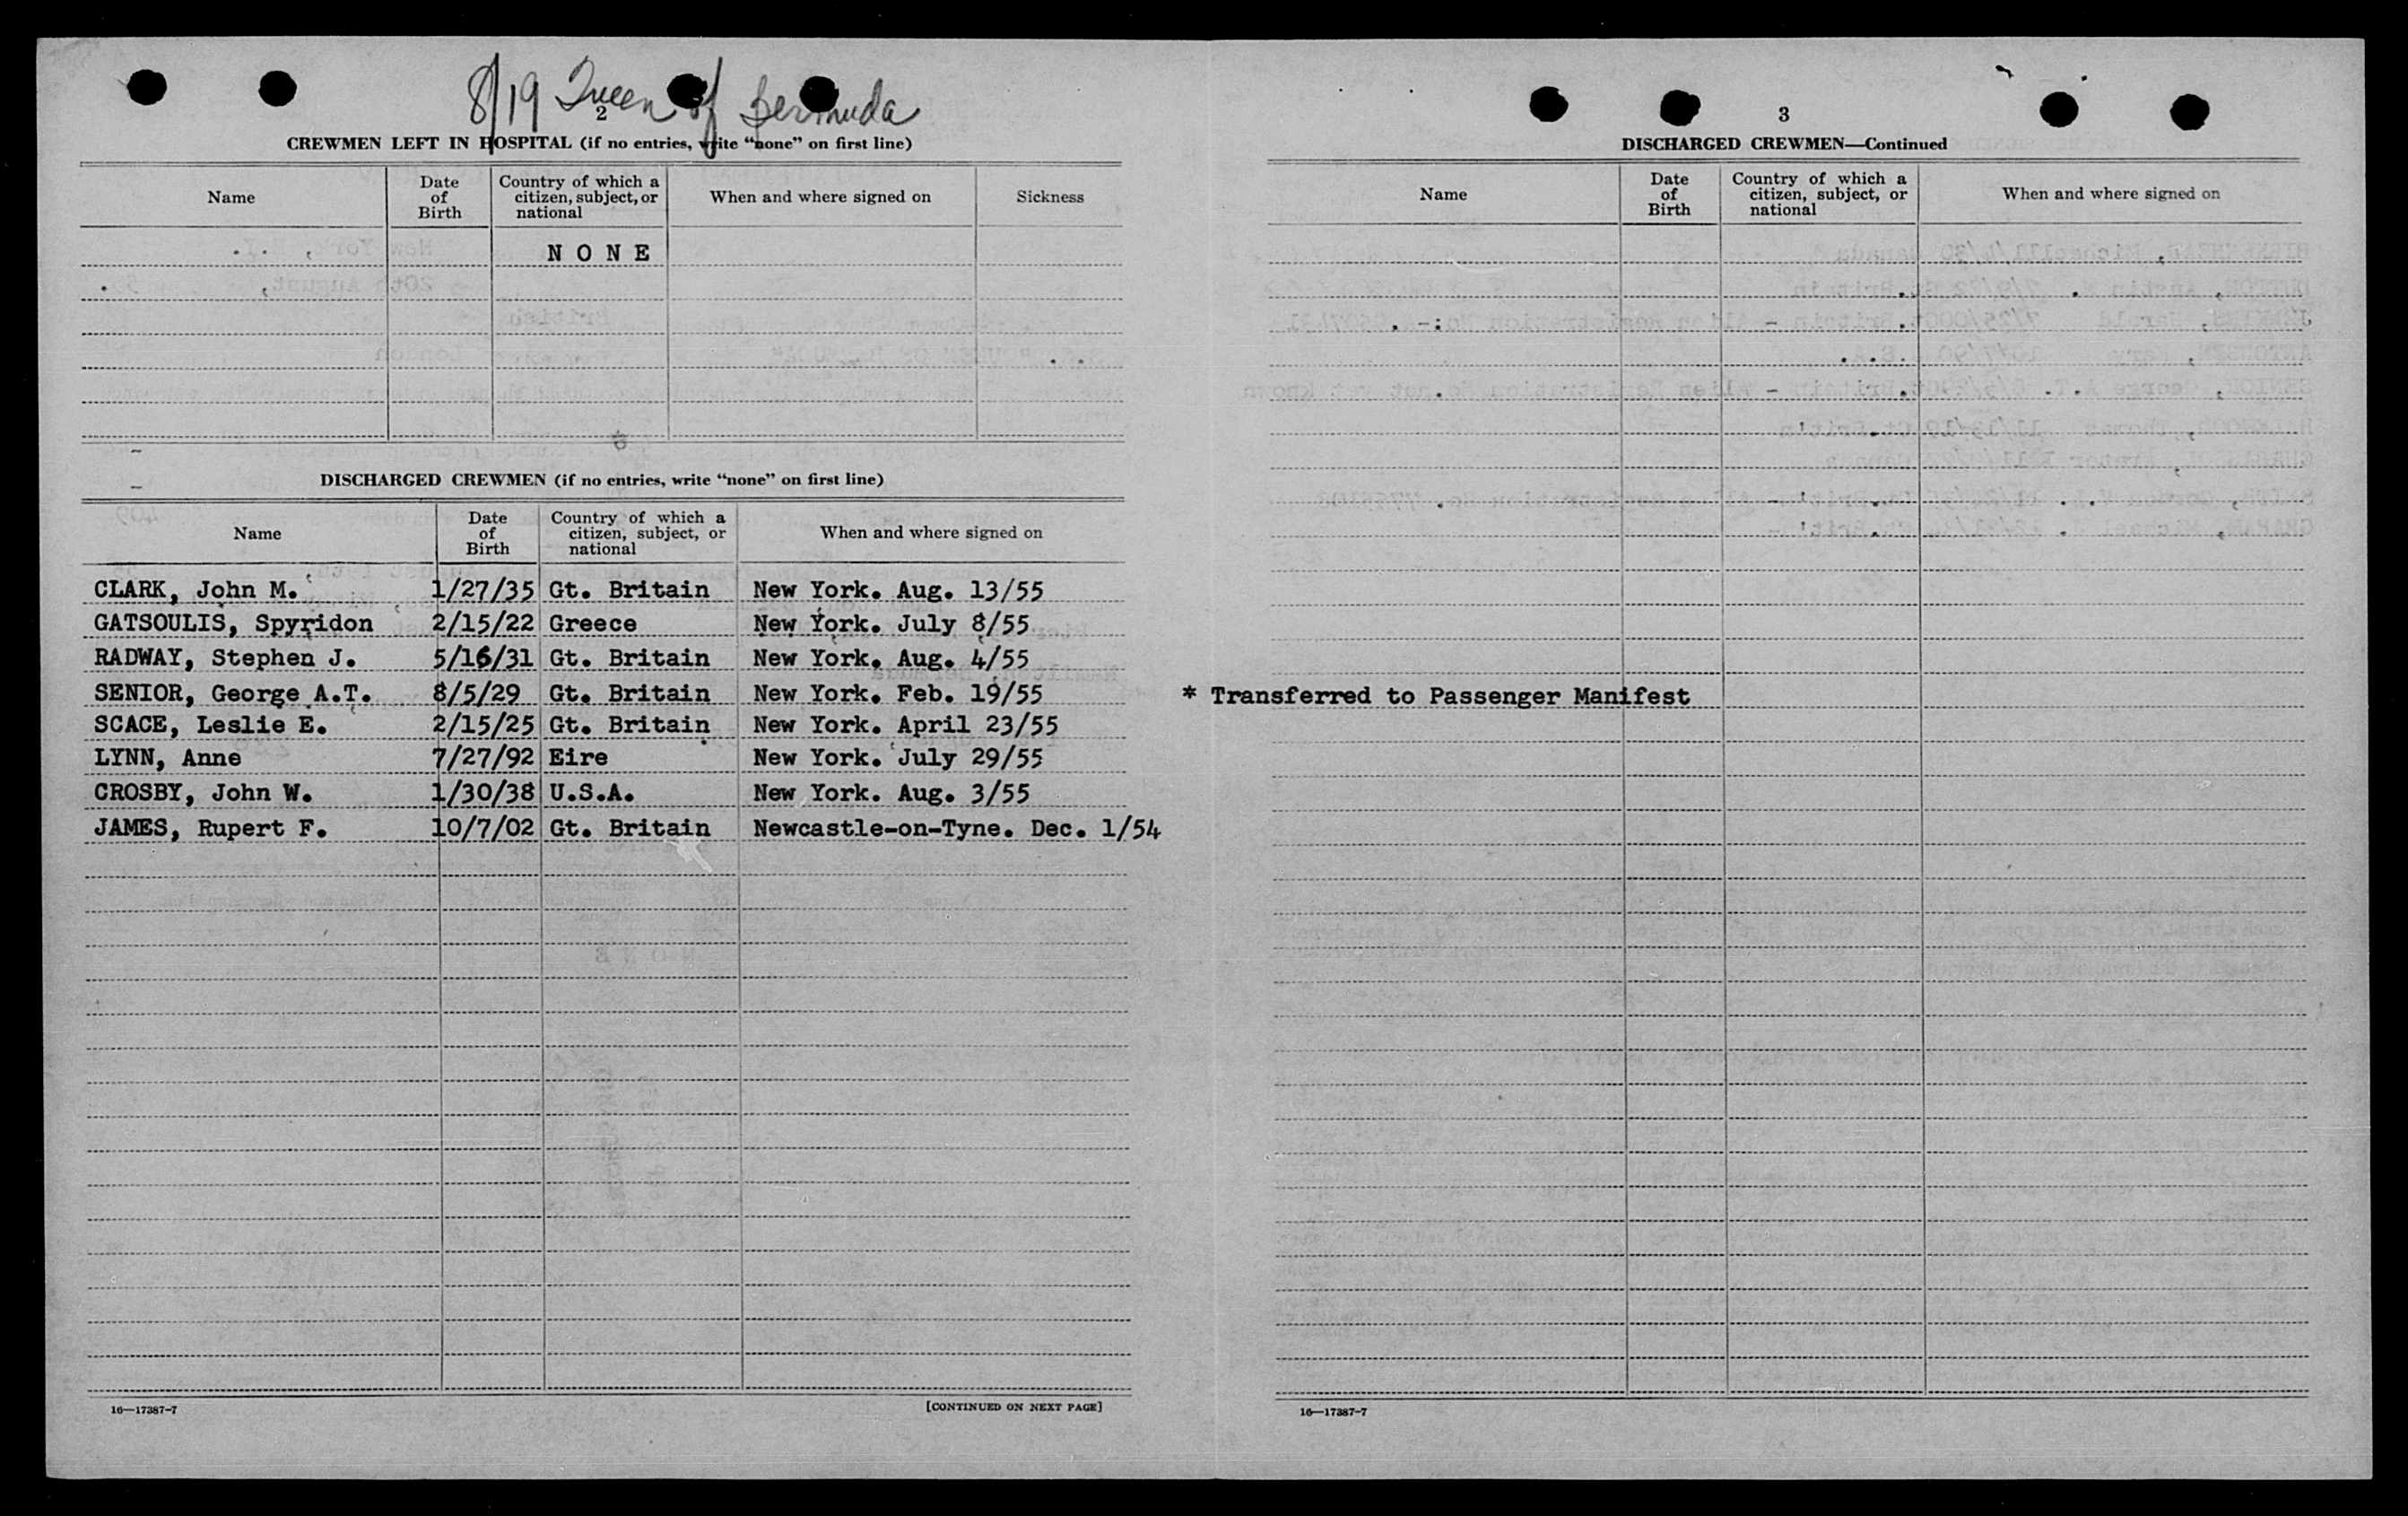 8/19 Queen of Bermuda
2
CREWMEN LEFT IN HOSPITAL (if no entries, write "none" on first line)
Name | Date of Birth | Country of which a citizen, subject, or national | When and where signed on | Sickness
N O N E
DISCHARGED CREWMEN (if no entries, write "none" on first line)
Name | Date of Birth | Country of which a citizen, subject, or national | When and where signed on
CLARK, John M. 1/27/35 Gt. Britain New York. Aug. 13/55
GATSOULIS, Spyridon 2/15/22 Greece New York. July 8/55
RADWAY, Stephen J. 5/16/31 Gt. Britain New York. Aug. 4/55
SENIOR, George A.T. 8/5/29 Gt. Britain New York. Feb. 19/55
SCACE, Leslie E. 2/15/25 Gt. Britain New York. April 23/55
LYNN, Anne 7/27/92 Eire New York. July 29/55
CROSBY, John W. 1/30/38 U.S.A. New York. Aug. 3/55
JAMES, Rupert F. 10/7/02 Gt. Britain Newcastle-on-Tyne. Dec. 1/54
16—17387-7
[CONTINUED ON NEXT PAGE]
3
DISCHARGED CREWMEN—Continued
Name | Date of Birth | Country of which a citizen, subject, or national | When and where signed on
* Transferred to Passenger Manifest
16—17387-7